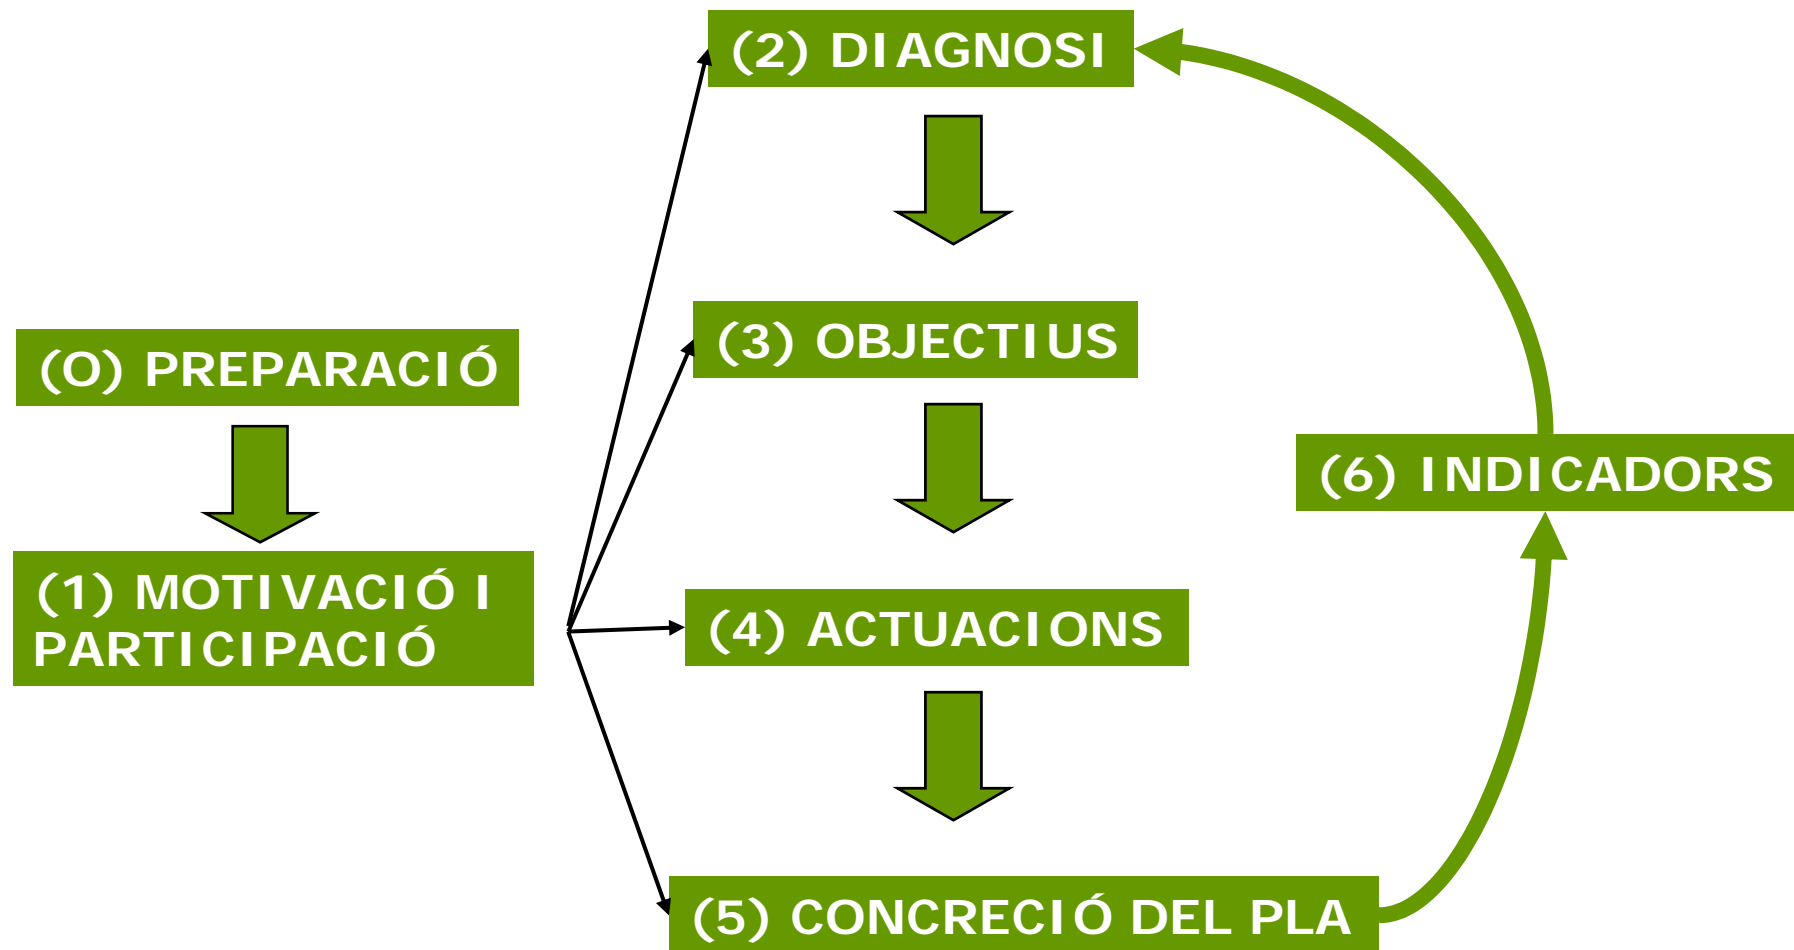 (2) DIAGNOSI
(3) OBJECTIUS
(O) PREPARACIÓ
(6) INDICADORS
(1) MOTIVACIÓ I
PARTICIPACIÓ
(4) ACTUACIONS
(5) CONCRECIÓ DEL PLA